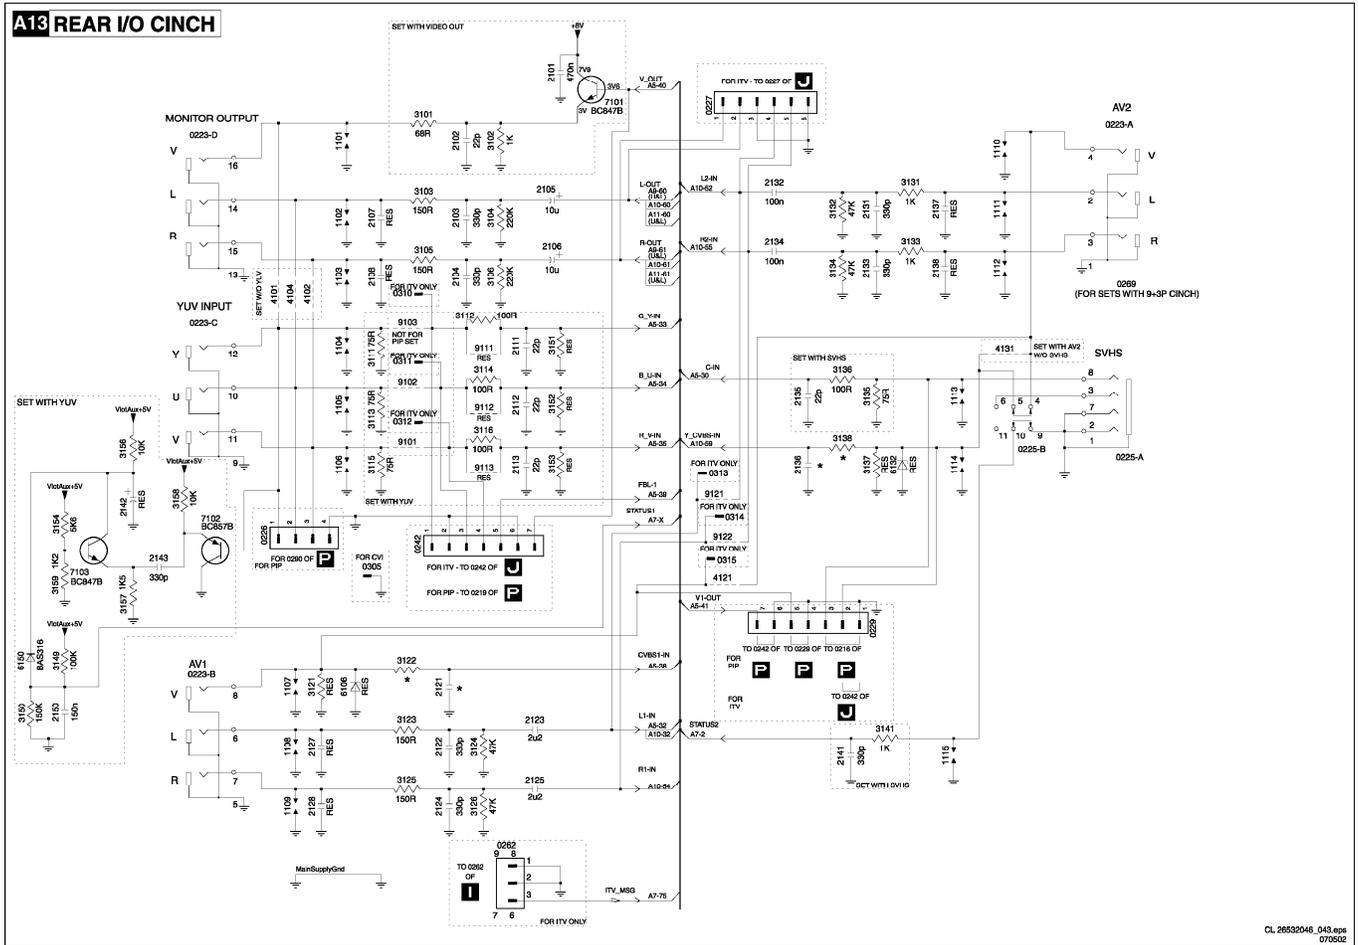 A13 REAR I/O CINCH
SET WITH VIDEO OUT
+8V
2101
470n
7V9
3V6
7101
BC847B
3V
V_OUT
A5-40
FOR ITV - TO 0227 OF J
0227
1 2 3 4 5 6
AV2
0223-A
MONITOR OUTPUT
0223-D
V
16
1101
3101
68R
2102
22p
3102
1K
1110
4
V
L
14
1102
2107
RES
3103
150R
2103
330p
3104
220K
2105
10u
+
L-OUT
A9-60
(U&L)
A10-60
A11-60
(U&L)
L2-IN
A10-52
2132
100n
3132
47K
2131
330p
3131
1K
2137
RES
1111
2
L
R
15
13
1103
2108
RES
3105
150R
2104
330p
3106
220K
2106
10u
+
R-OUT
A9-61
(U&L)
A10-61
A11-61
(U&L)
R2-IN
A10-55
2134
100n
3134
47K
2133
330p
3133
1K
2138
RES
1112
3
R
1
0269
(FOR SETS WITH 9+3P CINCH)
4101
SET W/O YUV
4104
4102
FOR ITV ONLY
0310
YUV INPUT
0223-C
Y
12
1104
9103
NOT FOR
PIP SET
3111
75R
FOR ITV ONLY
0311
3112
100R
9111
RES
2111
22p
3151
RES
G_Y-IN
A5-33
U
10
1105
9102
3113
75R
FOR ITV ONLY
0312
3114
100R
9112
RES
2112
22p
3152
RES
B_U-IN
A5-34
V
11
9
1106
9101
3115
75R
3116
100R
9113
RES
2113
22p
3153
RES
R_V-IN
A5-35
SET WITH YUV
C-IN
A5-30
SET WITH SVHS
2135
22p
3136
100R
3135
75R
1113
4131
SET WITH AV2
W/O SVHS
SVHS
8
3
7
2
1
6 5 4
11 10 9
0225-B
0225-A
Y_CVBS-IN
A10-59
2136
*
3138
*
3137
RES
6132
RES
1114
FOR ITV ONLY
0313
FBL-1
A5-39
9121
FOR ITV ONLY
0314
STATUS1
A7-X
9122
FOR ITV ONLY
0315
4121
SET WITH YUV
VlotAux+5V
3156
10K
VlotAux+5V
2142
RES
+
3158
10K
VlotAux+5V
3154
5K6
7102
BC857B
7103
BC847B
2143
330p
3159
1K2
3157
1K5
VlotAux+5V
6150
BAS316
3149
100K
3150
150K
2150
150n
0226
1 2 3 4
FOR 0290 OF P
FOR PIP
FOR CVI
0305
0242
1 2 3 4 5 6 7
FOR ITV - TO 0242 OF J
FOR PIP - TO 0219 OF P
V1-OUT
A5-41
7 6 5 4 3 2 1
0229
TO 0242 OF
TO 0229 OF
TO 0216 OF
FOR
PIP
P P P
FOR
ITV
TO 0242 OF
J
AV1
0223-B
V
8
1107
3121
RES
6106
RES
3122
*
2121
*
CVBS1-IN
A5-38
L
6
1108
2127
RES
3123
150R
2122
330p
3124
47K
2123
2u2
L1-IN
A5-32
A10-32
STATUS2
A7-2
2141
330p
3141
1K
1115
SET WITH SVHS
R
7
5
1109
2128
RES
3125
150R
2124
330p
3126
47K
2125
2u2
R1-IN
A10-64
MainSupplyGnd
TO 0262
OF
I
0262
9 8
1
2
3
7 6
FOR ITV ONLY
ITV_MSG
A7-75
CL 26532046_043.eps
070502